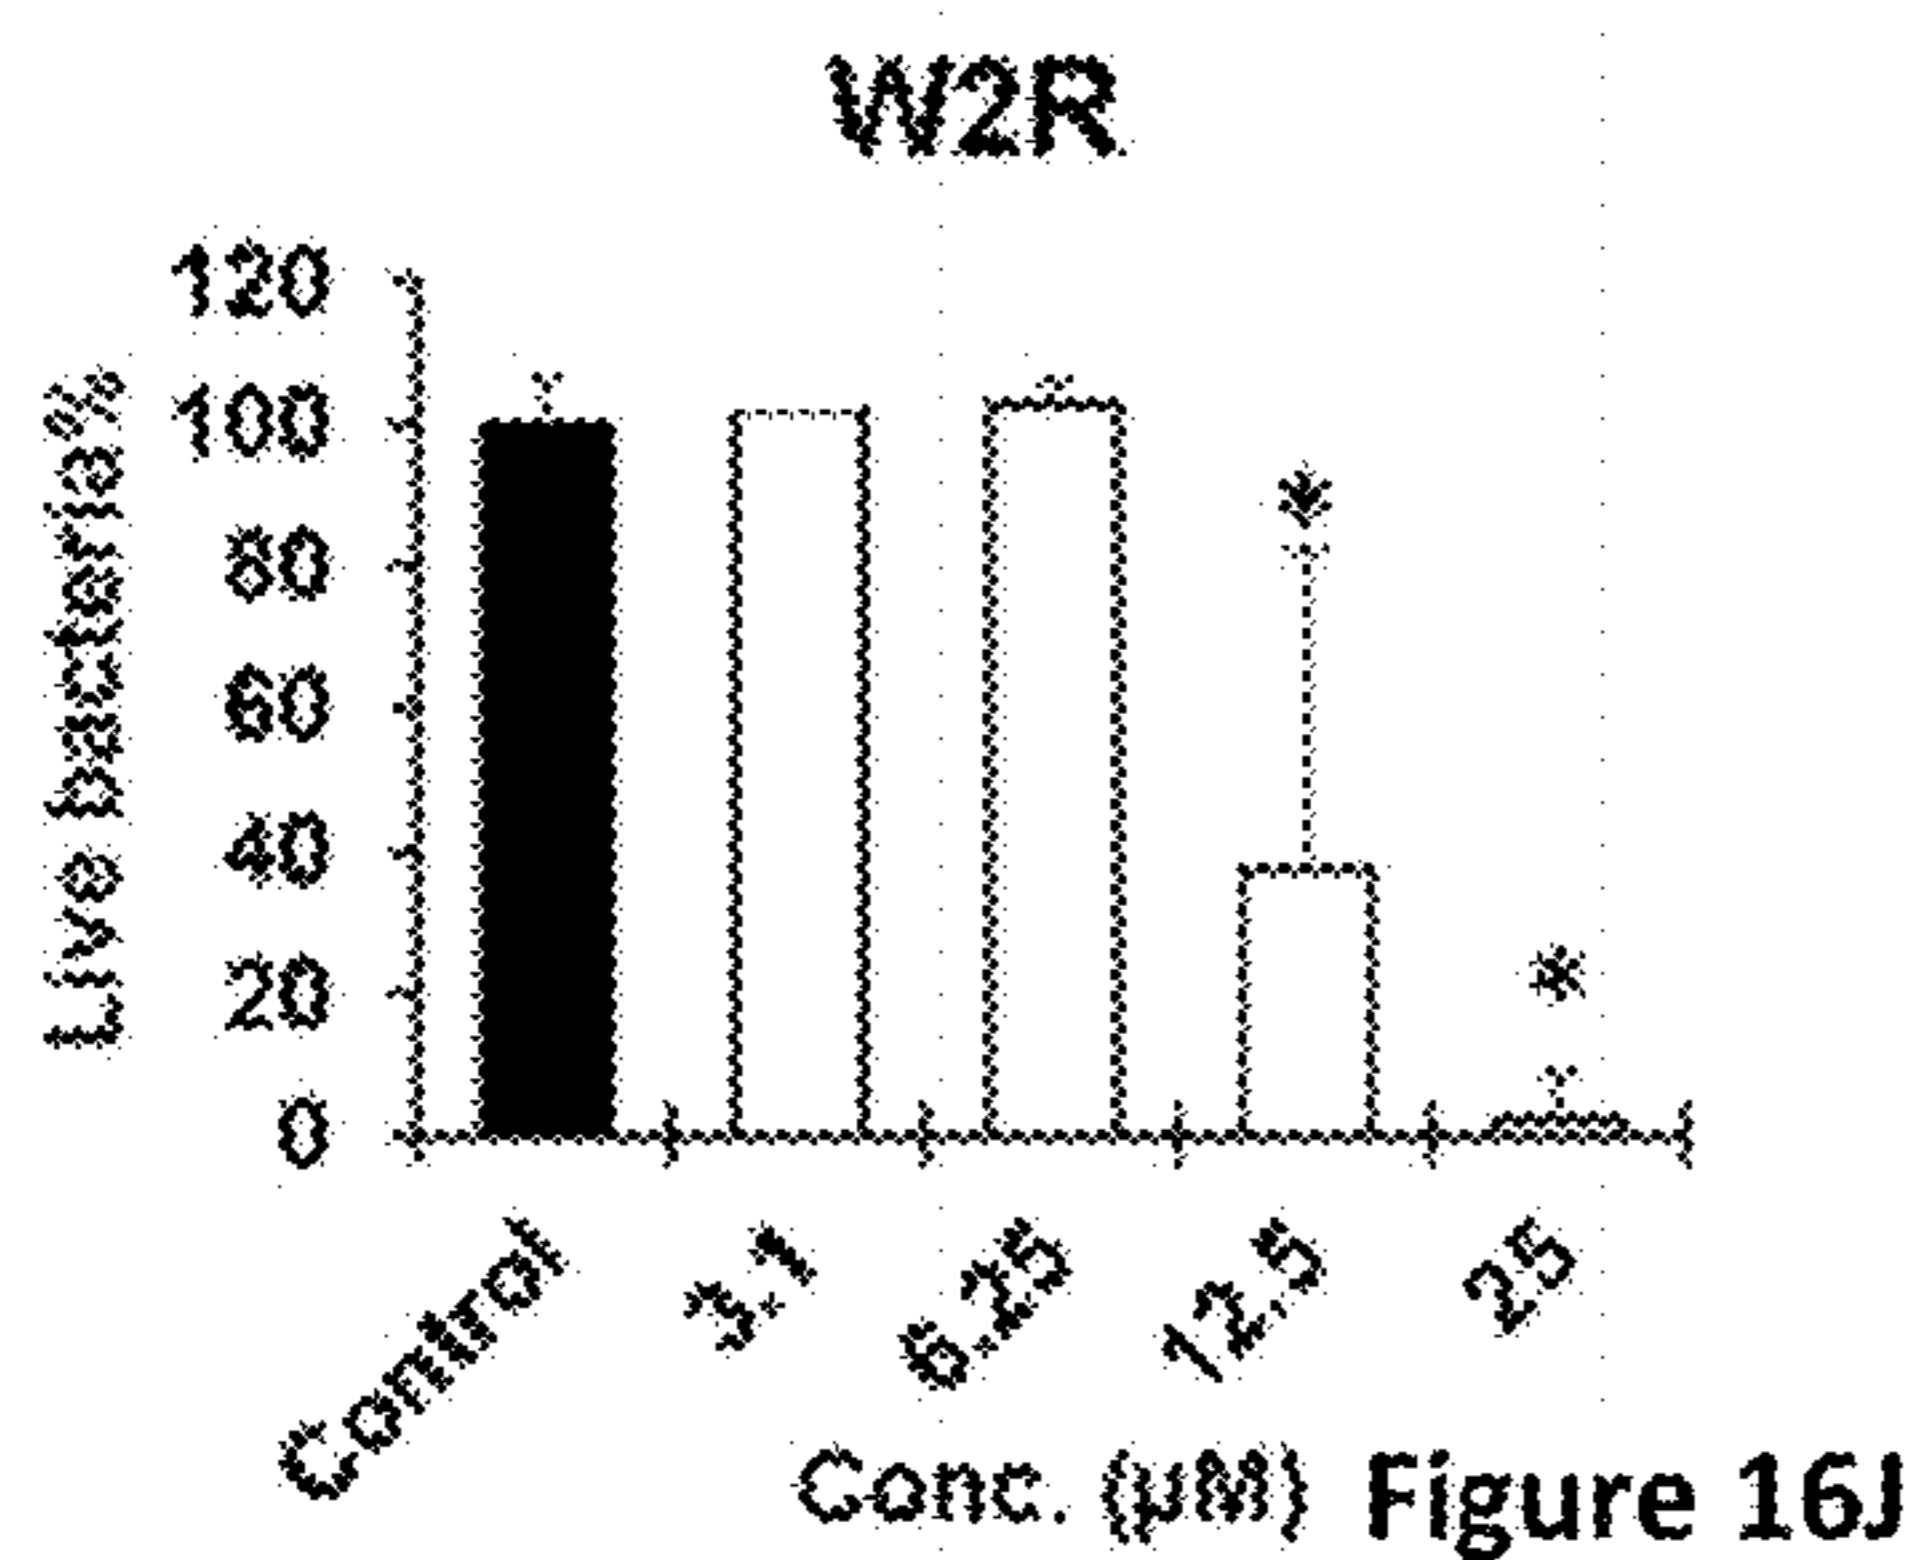 W2R
120
100
80
60
40
20
0
Live bacteria%
*
*
Control
3.1
6.25
12.5
25
Conc. (µM)
Figure 16J